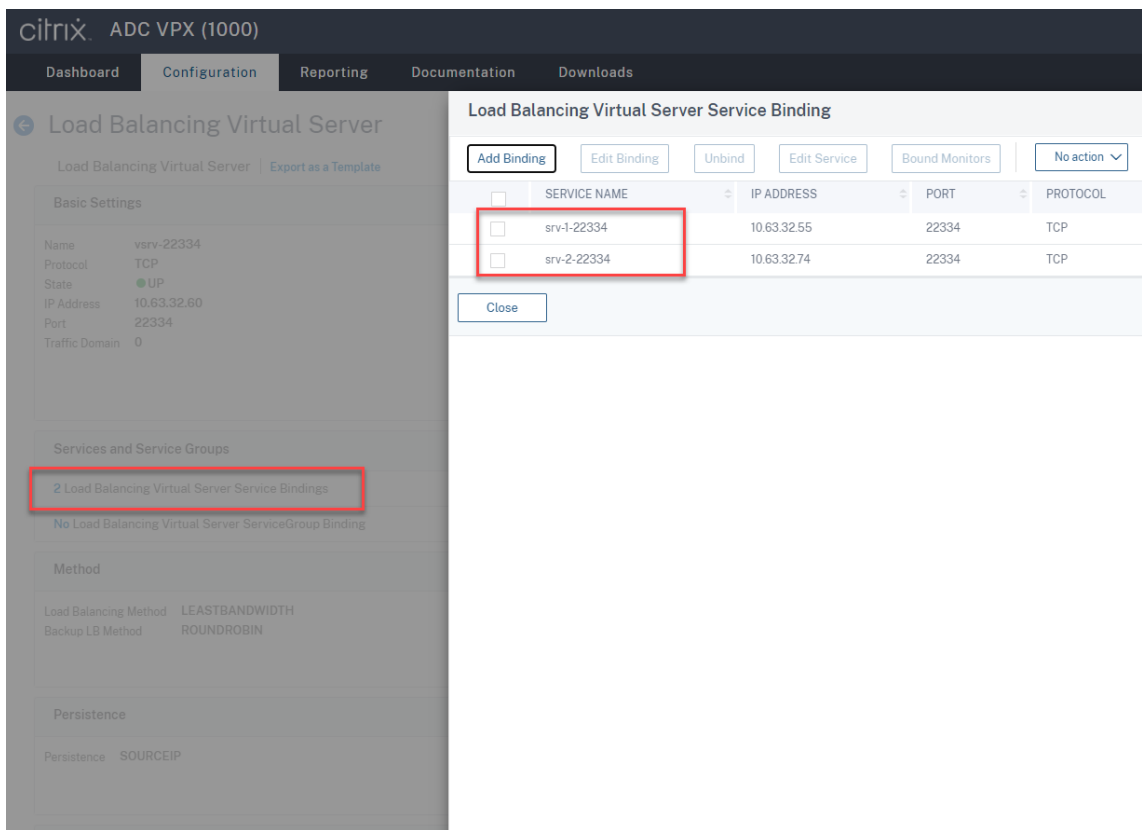 citrix. ADC VPX (1000)
Dashboard Configuration Reporting Documentation Downloads
Load Balancing Virtual Server
Load Balancing Virtual Server | Export as a Template
Basic Settings
Name vsrv-22334
Protocol TCP
State UP
IP Address 10.63.32.60
Port 22334
Traffic Domain 0
Services and Service Groups
2 Load Balancing Virtual Server Service Bindings
No Load Balancing Virtual Server ServiceGroup Binding
Method
Load Balancing Method LEASTBANDWIDTH
Backup LB Method ROUNDROBIN
Persistence
Persistence SOURCEIP
Load Balancing Virtual Server Service Binding
Add Binding Edit Binding Unbind Edit Service Bound Monitors No action
SERVICE NAME IP ADDRESS PORT PROTOCOL
srv-1-22334 10.63.32.55 22334 TCP
srv-2-22334 10.63.32.74 22334 TCP
Close